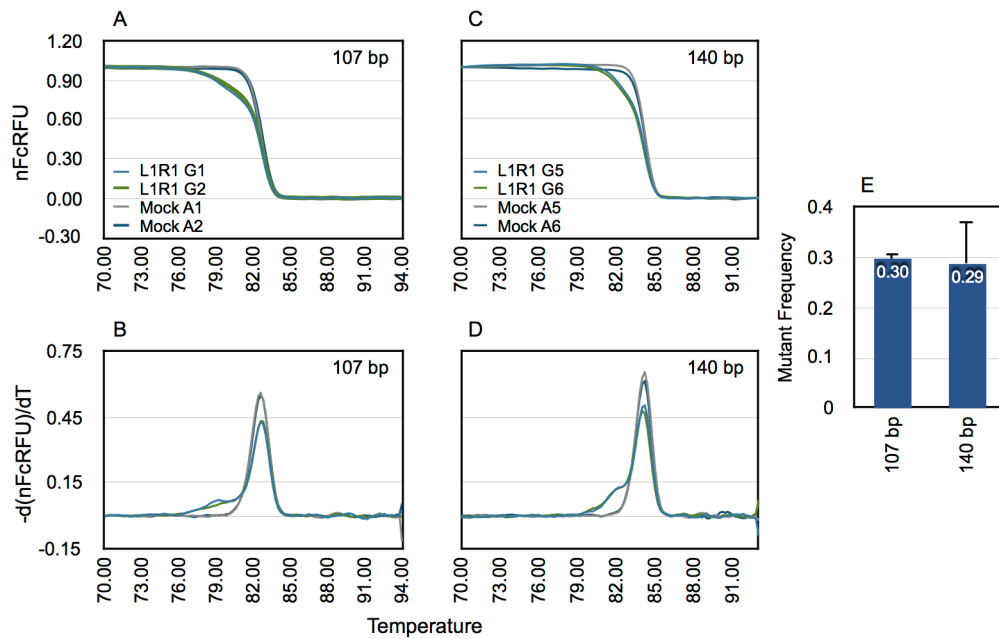 A
107 bp
nFcRFU
1.20
0.90
0.60
0.30
0.00
-0.30
L1R1 G1
L1R1 G2
Mock A1
Mock A2
70.00
73.00
76.00
79.00
82.00
85.00
88.00
91.00
94.00
C
140 bp
L1R1 G5
L1R1 G6
Mock A5
Mock A6
70.00
73.00
76.00
79.00
82.00
85.00
88.00
91.00
B
107 bp
-d(nFcRFU)/dT
0.75
0.45
0.15
-0.15
70.00
73.00
76.00
79.00
82.00
85.00
88.00
91.00
94.00
D
140 bp
70.00
73.00
76.00
79.00
82.00
85.00
88.00
91.00
Temperature
E
Mutant Frequency
0.4
0.3
0.2
0.1
0
0.30
0.29
107 bp
140 bp